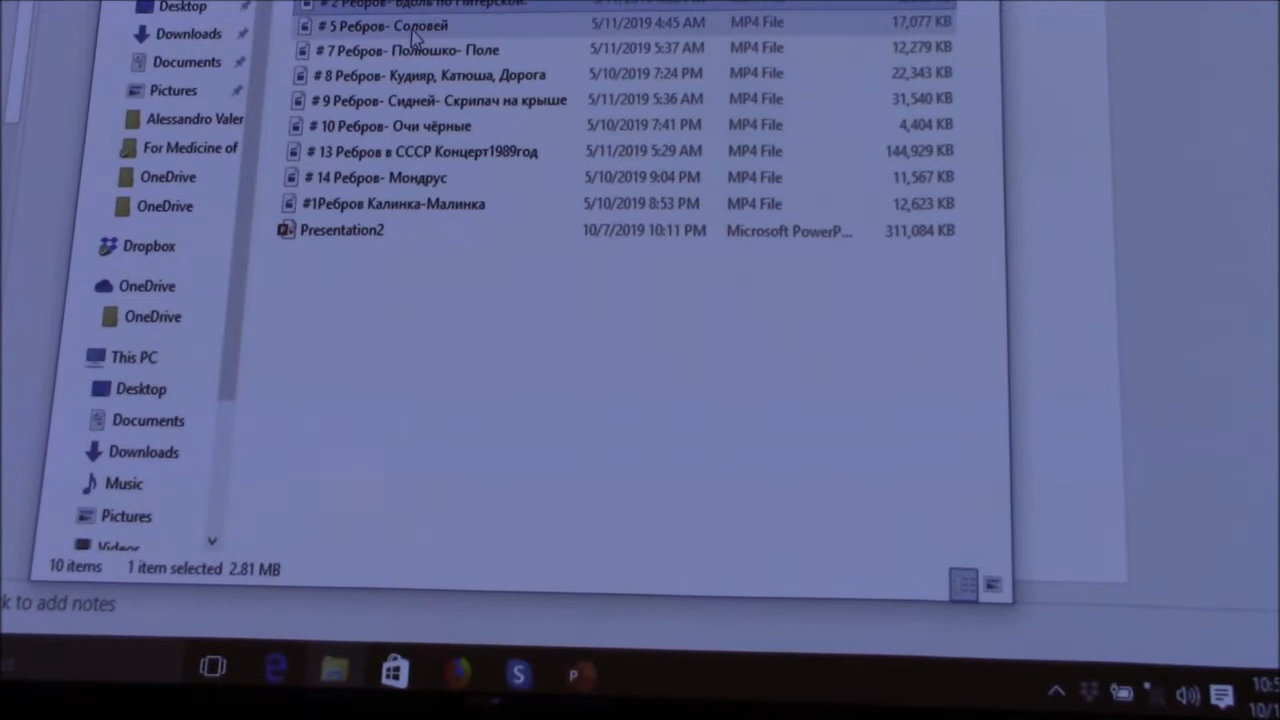 Desktop
# 2 Ребров- Вдоль по Питерской.
# 5 Ребров- Соловей 5/11/2019 4:45 AM MP4 File 17,077 KB
Downloads
# 7 Ребров- Полюшко- Поле 5/11/2019 5:37 AM MP4 File 12,279 KB
Documents
# 8 Ребров- Кудияр, Катюша, Дорога 5/10/2019 7:24 PM MP4 File 22,343 KB
Pictures
# 9 Ребров- Сидней- Скрипач на крыше 5/11/2019 5:36 AM MP4 File 31,540 KB
Alessandro Valer
# 10 Ребров- Очи чёрные 5/10/2019 7:41 PM MP4 File 4,404 KB
For Medicine of
# 13 Ребров в СССР Концерт1989год 5/11/2019 5:29 AM MP4 File 144,929 KB
OneDrive
# 14 Ребров- Мондрус 5/10/2019 9:04 PM MP4 File 11,567 KB
OneDrive
#1Ребров Калинка-Малинка 5/10/2019 8:53 PM MP4 File 12,623 KB
Presentation2 10/7/2019 10:11 PM Microsoft PowerP... 311,084 KB
Dropbox
OneDrive
OneDrive
This PC
Desktop
Documents
Downloads
Music
Pictures
Videos
10 items 1 item selected 2.81 MB
k to add notes